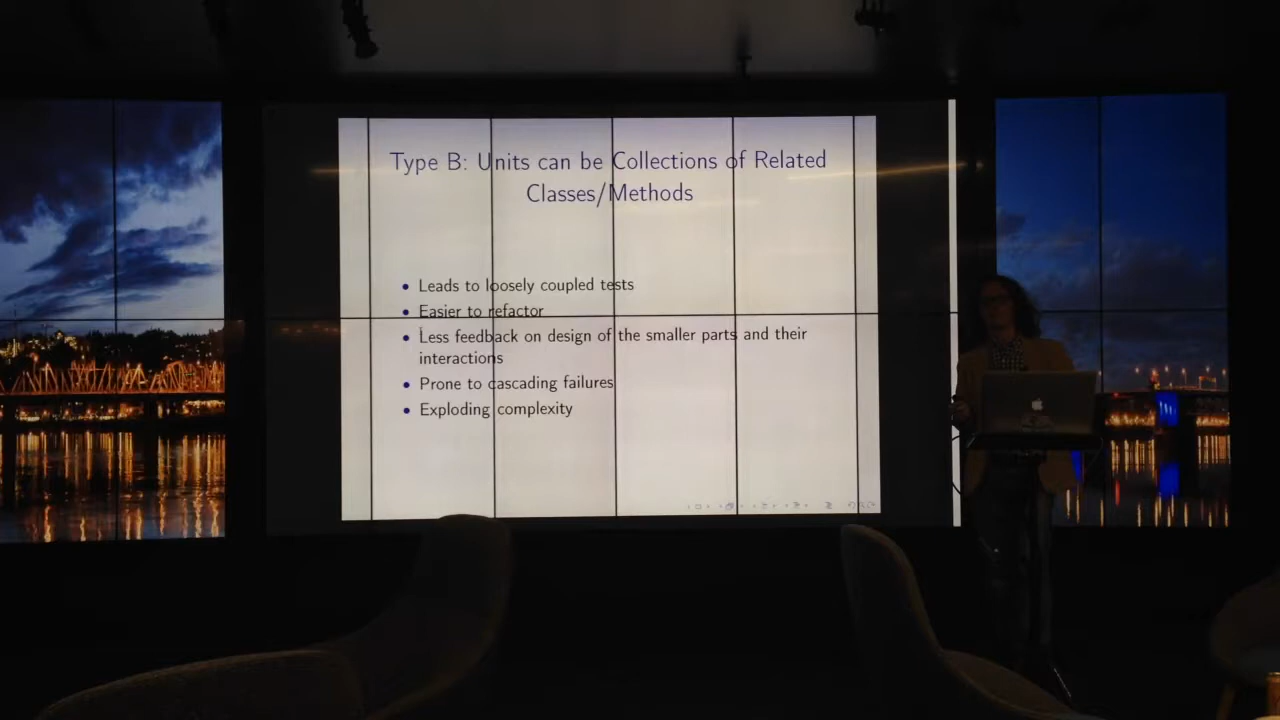 Type B: Units can be Collections of Related
Classes/Methods
• Leads to loosely coupled tests
• Easier to refactor
• Less feedback on design of the smaller parts and their
interactions
• Prone to cascading failures
• Exploding complexity